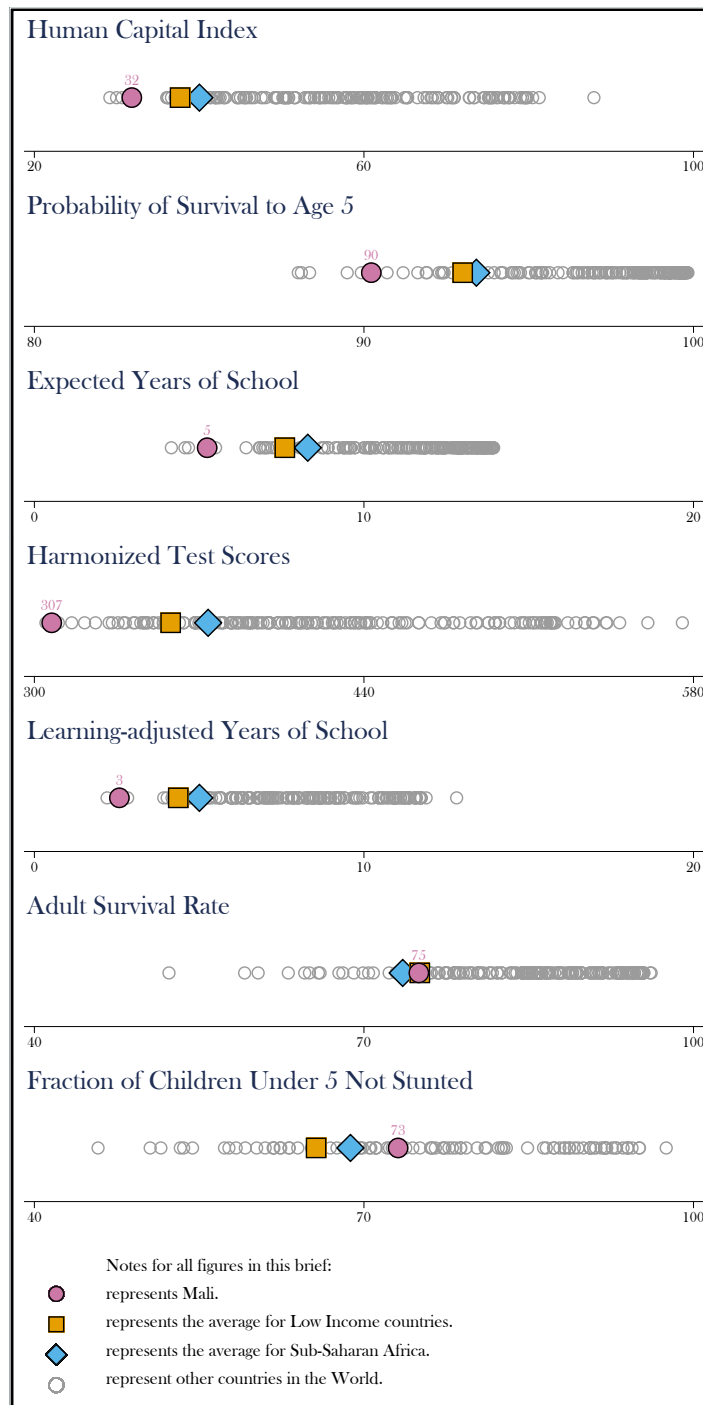 Human Capital Index
32
20 60 100
Probability of Survival to Age 5
90
80 90 100
Expected Years of School
5
0 10 20
Harmonized Test Scores
307
300 440 580
Learning-adjusted Years of School
3
0 10 20
Adult Survival Rate
75
40 70 100
Fraction of Children Under 5 Not Stunted
73
40 70 100
Notes for all figures in this brief:
represents Mali.
represents the average for Low Income countries.
represents the average for Sub-Saharan Africa.
represent other countries in the World.